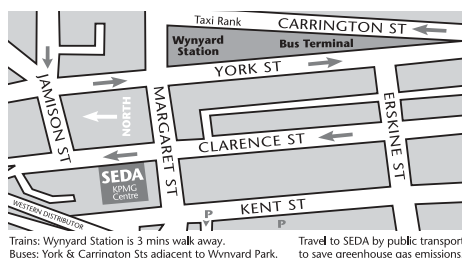 Taxi Rank
CARRINGTON ST
Wynyard
Station
Bus Terminal
YORK ST
JAMISON ST
NORTH
MARGARET ST
ERSKINE ST
CLARENCE ST
SEDA
KPMG
Centre
KENT ST
WESTERN DISTRIBUTOR
P
P
Trains: Wynyard Station is 3 mins walk away.
Buses: York & Carrington Sts adjacent to Wynyard Park.
Travel to SEDA by public transport
to save greenhouse gas emissions